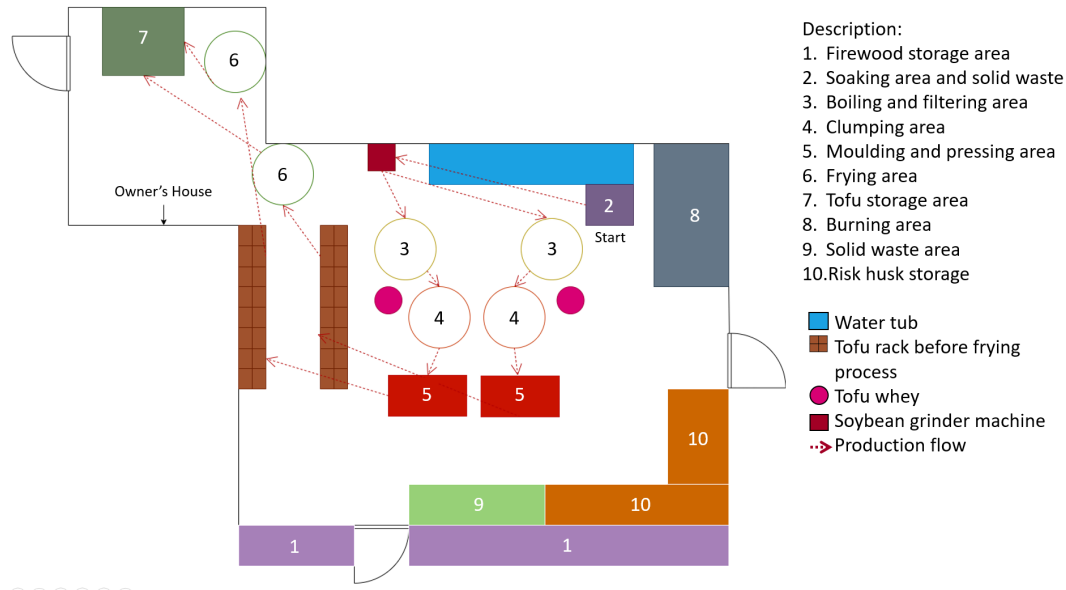 7
6
Owner's House
6
2
Start
8
3
3
4
4
5
5
10
9
10
1
1
Description:
1. Firewood storage area
2. Soaking area and solid waste
3. Boiling and filtering area
4. Clumping area
5. Moulding and pressing area
6. Frying area
7. Tofu storage area
8. Burning area
9. Solid waste area
10.Risk husk storage
Water tub
Tofu rack before frying
process
Tofu whey
Soybean grinder machine
Production flow